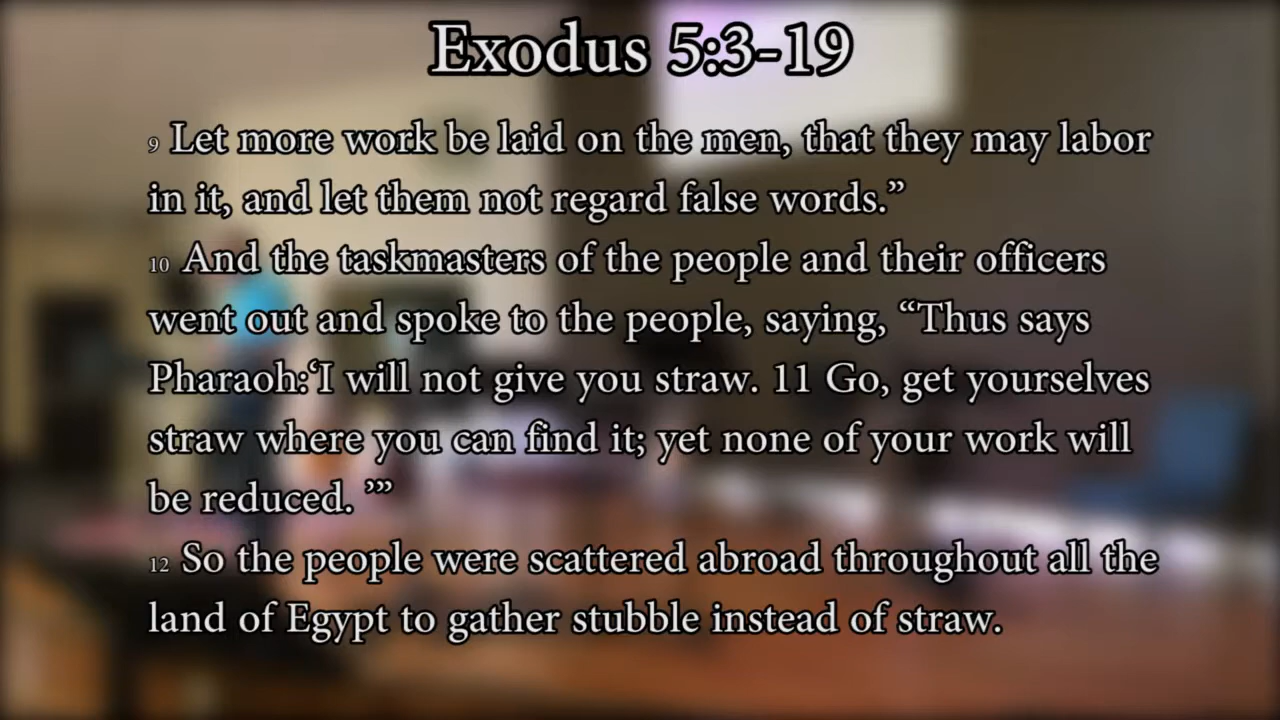 Exodus 5:3-19
9 Let more work be laid on the men, that they may labor
in it, and let them not regard false words.”
10 And the taskmasters of the people and their officers
went out and spoke to the people, saying, “Thus says
Pharaoh:‘I will not give you straw. 11 Go, get yourselves
straw where you can find it; yet none of your work will
be reduced. ’”
12 So the people were scattered abroad throughout all the
land of Egypt to gather stubble instead of straw.